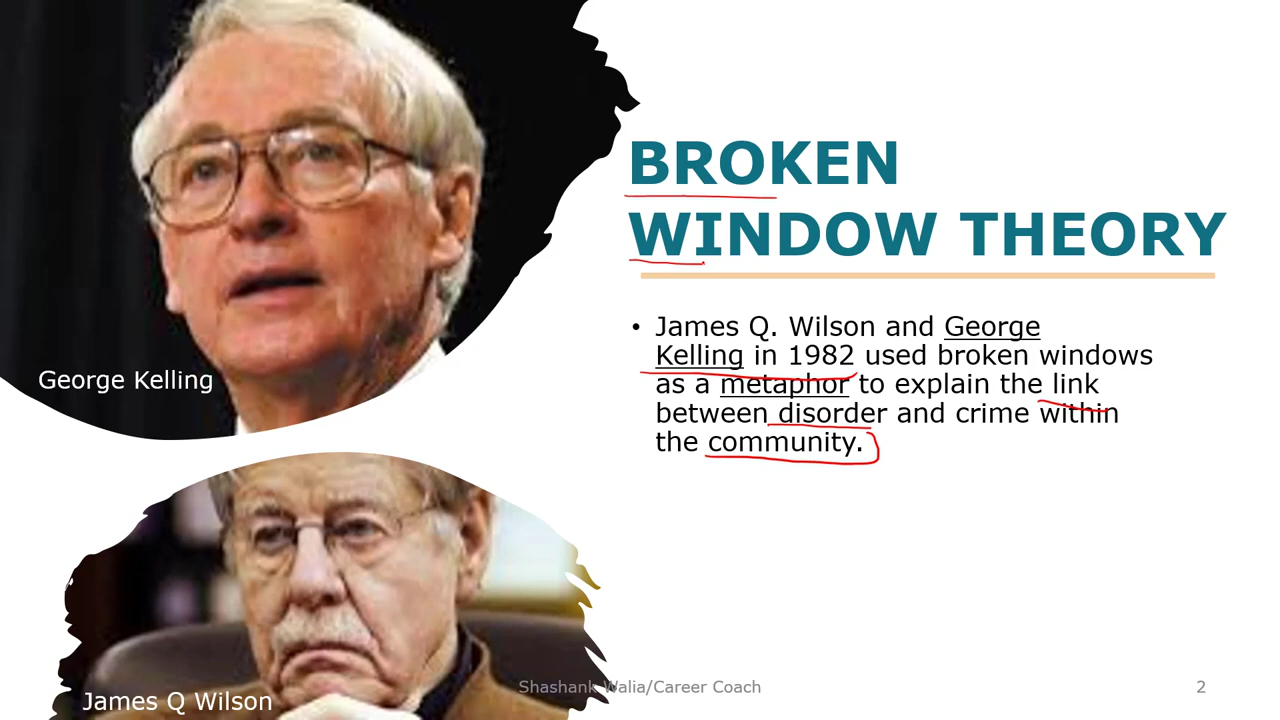 George Kelling
James Q Wilson
BROKEN
WINDOW THEORY
• James Q. Wilson and George
Kelling in 1982 used broken windows
as a metaphor to explain the link
between disorder and crime within
the community.
Shashank Walia/Career Coach
2